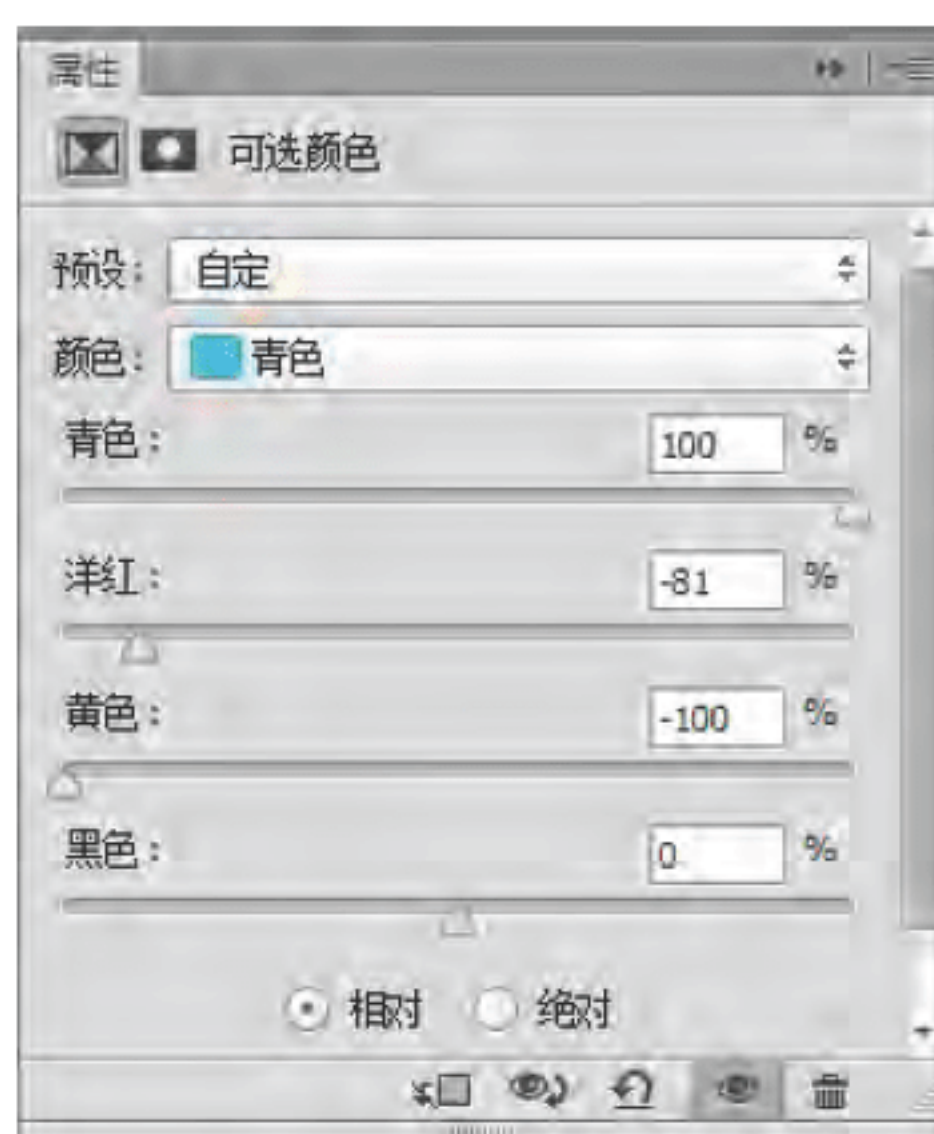 属性
可选颜色
预设： 自定
颜色： 青色
青色： 100 %
洋红： -81 %
黄色： -100 %
黑色： 0 %
相对 绝对